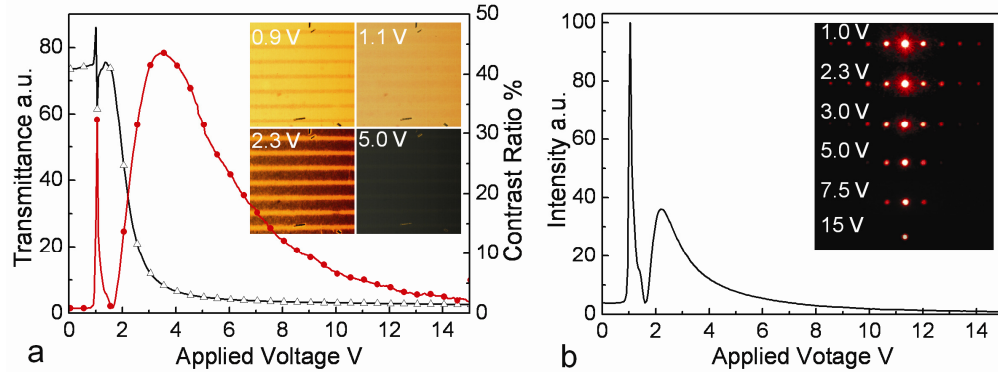 Transmittance a.u.
80
60
40
20
0
50
40
30
20
10
0
Contrast Ratio %
0 2 4 6 8 10 12 14
Applied Voltage V
a
0.9 V
1.1 V
2.3 V
5.0 V
Intensity a.u.
100
80
60
40
20
0
0 2 4 6 8 10 12 14
Applied Votage V
b
1.0 V
2.3 V
3.0 V
5.0 V
7.5 V
15 V